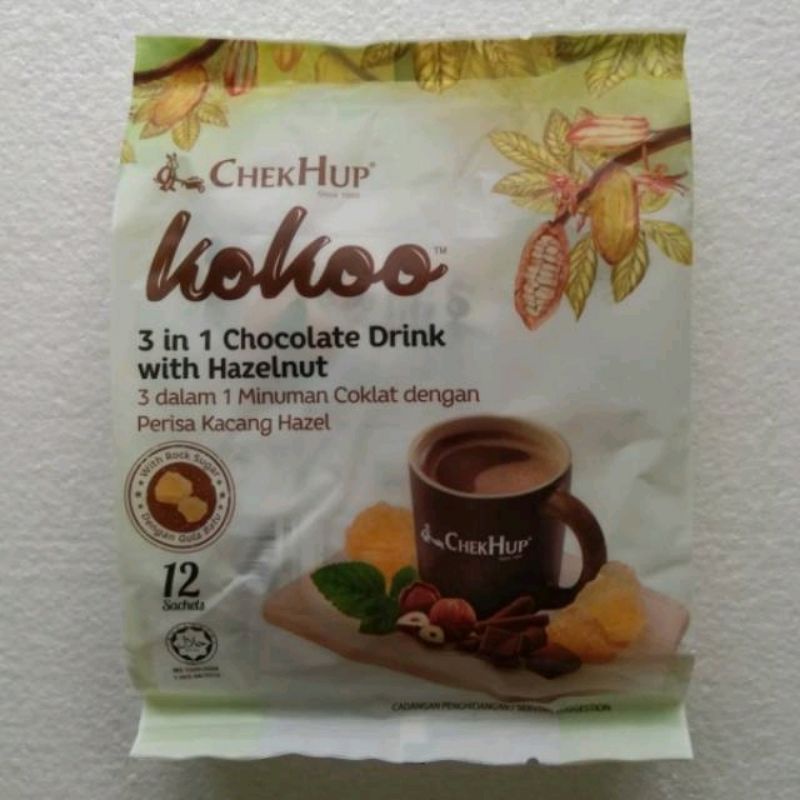 CHEKHUP®
kokoo™
3 in 1 Chocolate Drink
with Hazelnut
3 dalam 1 Minuman Coklat dengan
Perisa Kacang Hazel
With Rock Sugar
Dengan Gula Batu
12
Sachets
CHEKHUP
CADANGAN PENGHIDANGAN / SERVING SUGGESTION